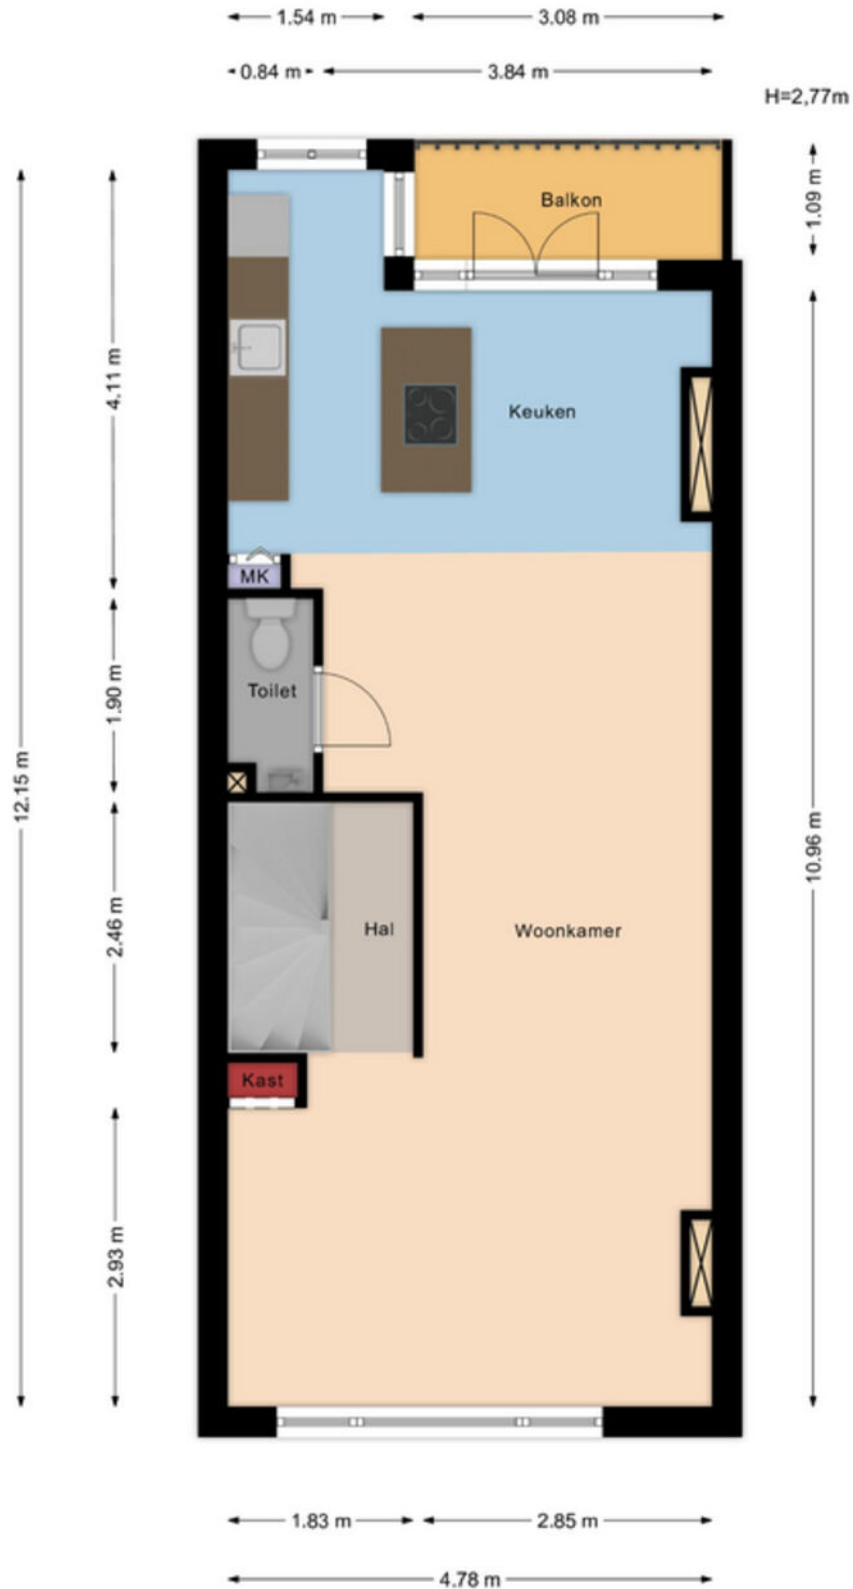 1.54 m
3.08 m
0.84 m
3.84 m
H=2,77m
Balkon
1.09 m
4.11 m
Keuken
MK
Toilet
1.90 m
12.15 m
10.96 m
2.46 m
Hal
Woonkamer
Kast
2.93 m
1.83 m
2.85 m
4.78 m